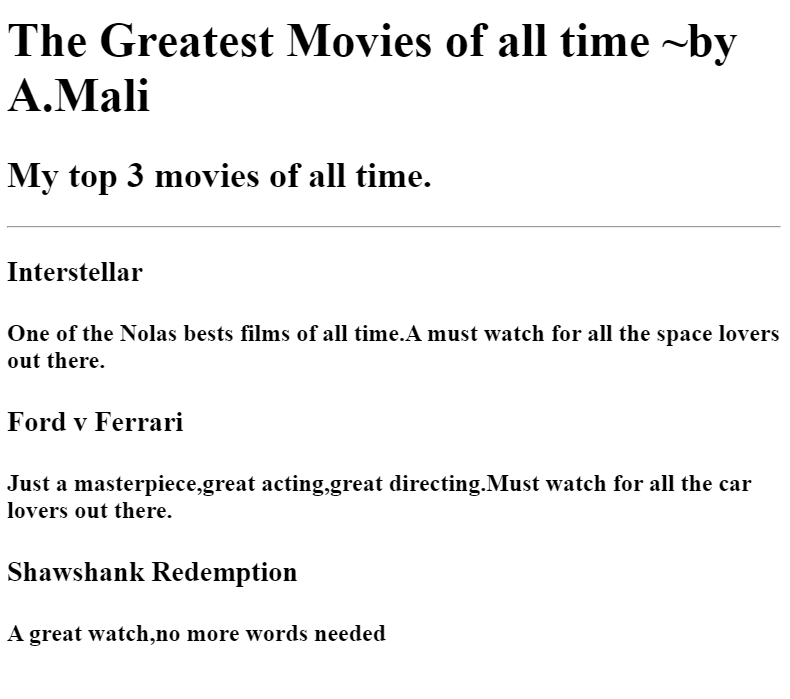 The Greatest Movies of all time ~by
A.Mali
My top 3 movies of all time.
Interstellar
One of the Nolas bests films of all time.A must watch for all the space lovers
out there.
Ford v Ferrari
Just a masterpiece,great acting,great directing.Must watch for all the car
lovers out there.
Shawshank Redemption
A great watch,no more words needed